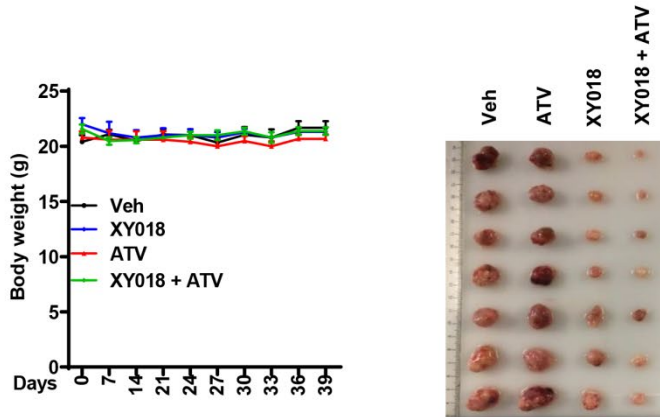 Body weight (g)
25
20
15
10
5
0
Veh
XY018
ATV
XY018 + ATV
Days
0 7 14 21 24 27 30 33 36 39
Veh
ATV
XY018
XY018 + ATV